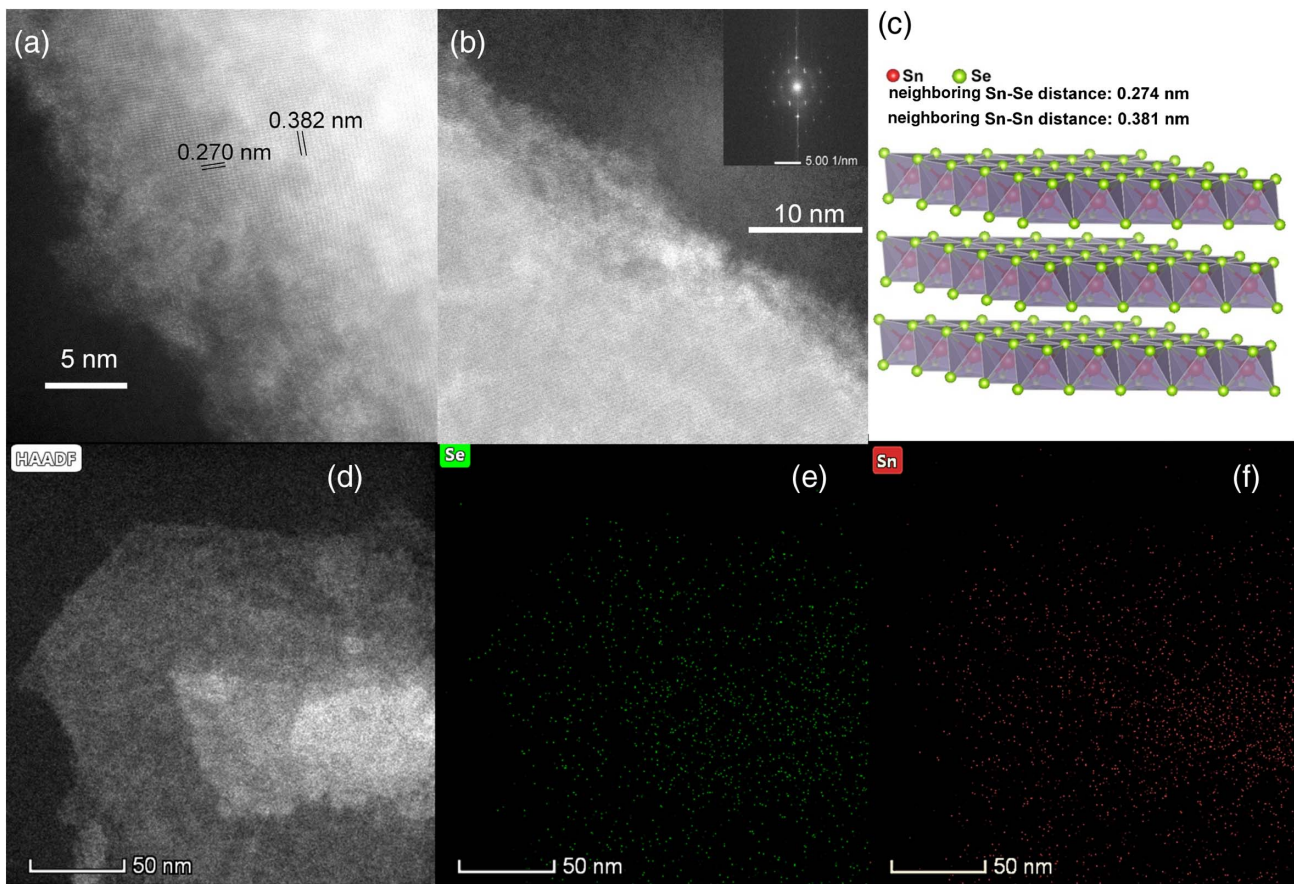 (a)
0.382 nm
0.270 nm
5 nm
(b)
5.00 1/nm
10 nm
(c)
Sn Se
neighboring Sn-Se distance: 0.274 nm
neighboring Sn-Sn distance: 0.381 nm
HAADF
(d)
50 nm
Se
(e)
50 nm
Sn
(f)
50 nm